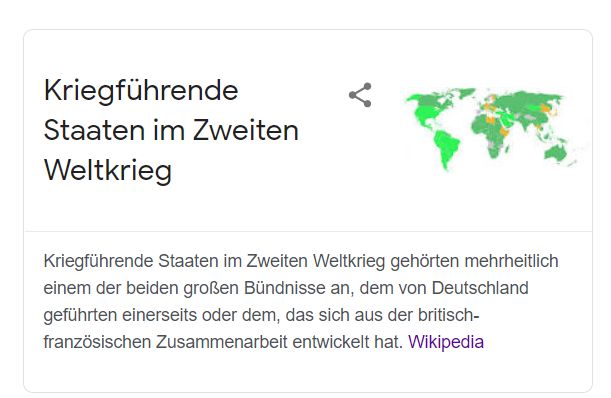 Kriegführende
Staaten im Zweiten
Weltkrieg
Kriegführende Staaten im Zweiten Weltkrieg gehörten mehrheitlich
einem der beiden großen Bündnisse an, dem von Deutschland
geführten einerseits oder dem, das sich aus der britisch-
französischen Zusammenarbeit entwickelt hat. Wikipedia